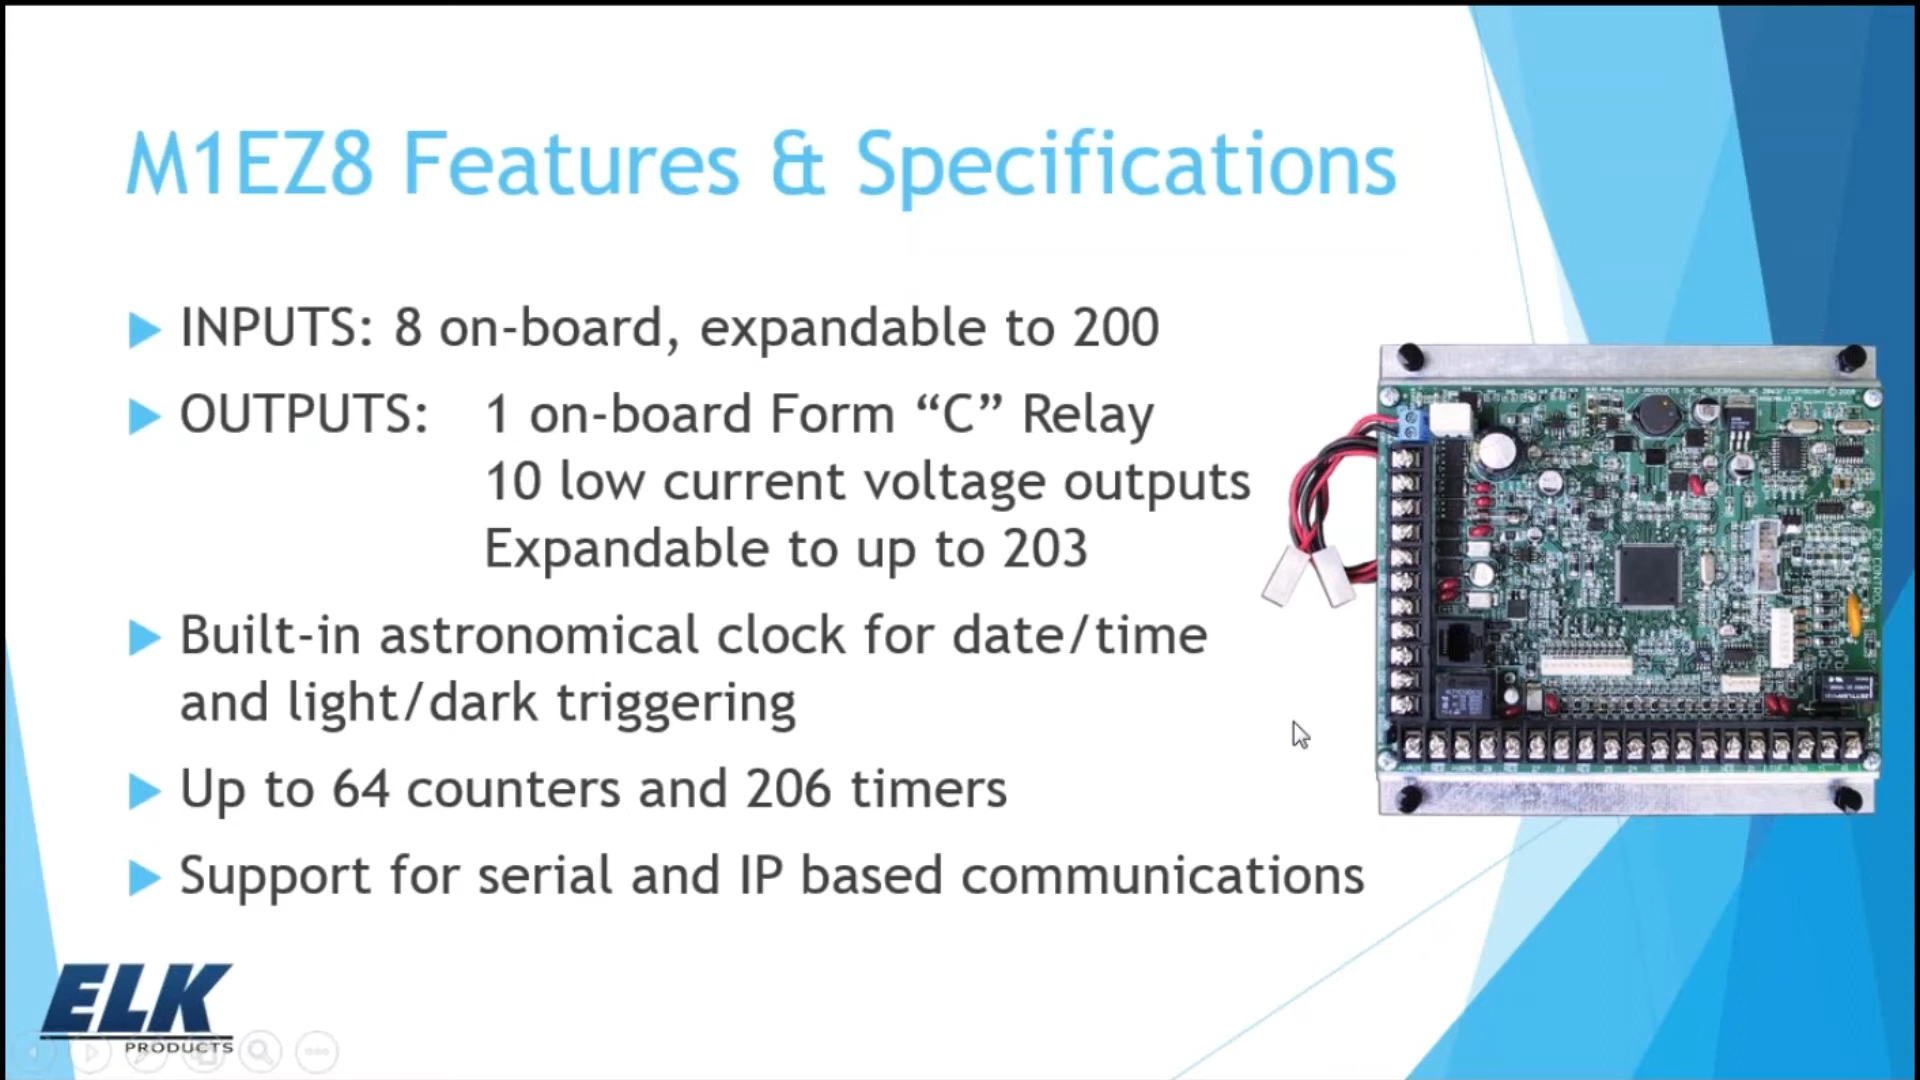 M1EZ8 Features & Specifications
INPUTS: 8 on-board, expandable to 200
OUTPUTS: 1 on-board Form “C” Relay
10 low current voltage outputs
Expandable to up to 203
Built-in astronomical clock for date/time
and light/dark triggering
Up to 64 counters and 206 timers
Support for serial and IP based communications
ELK
PRODUCTS